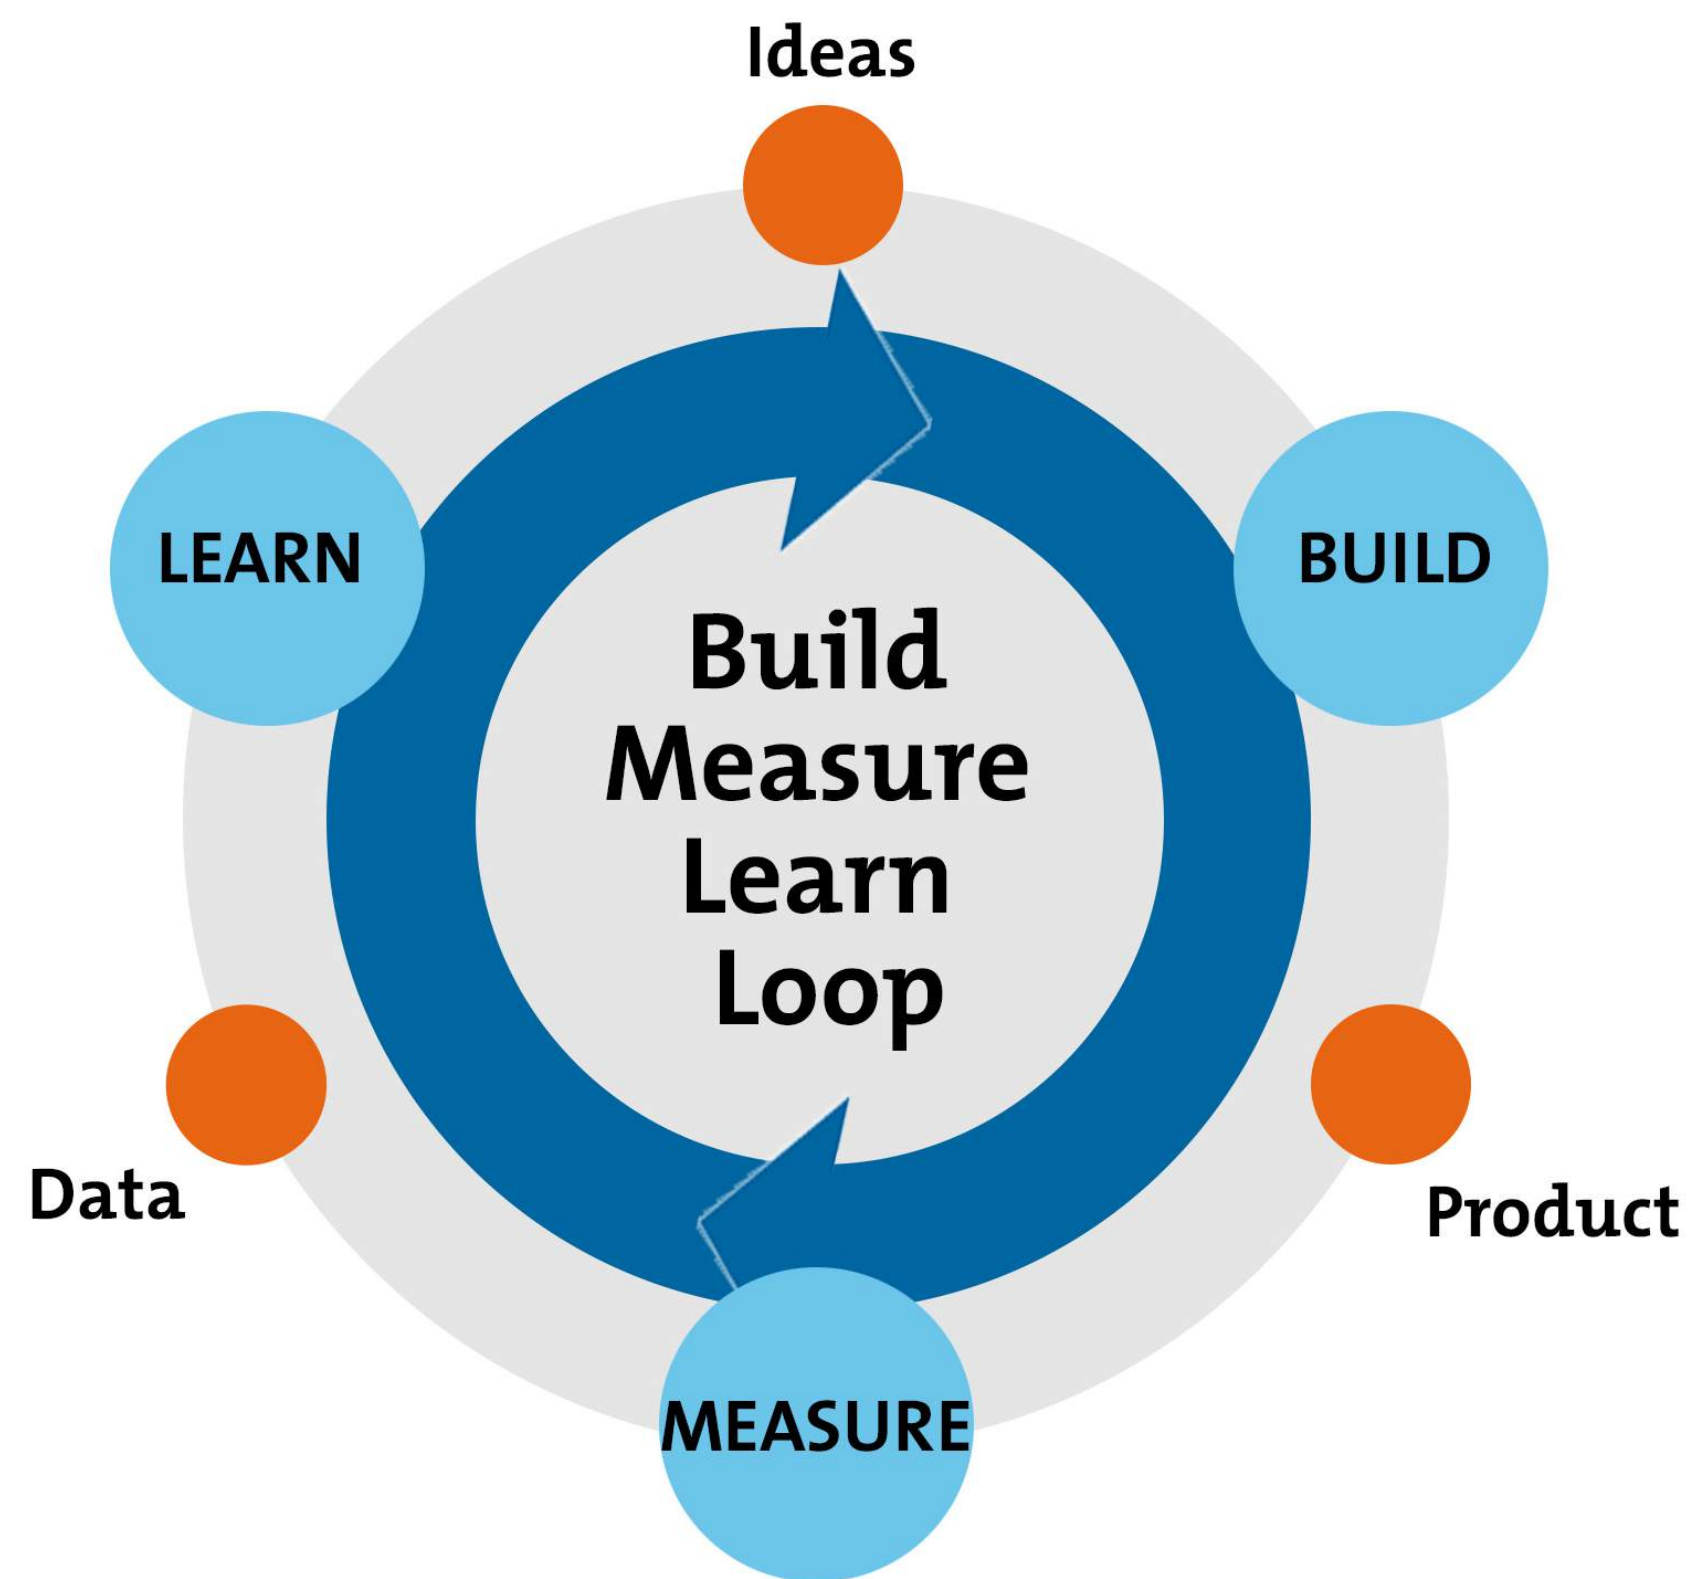 Ideas
LEARN
BUILD
Build
Measure
Learn
Loop
Data
Product
MEASURE